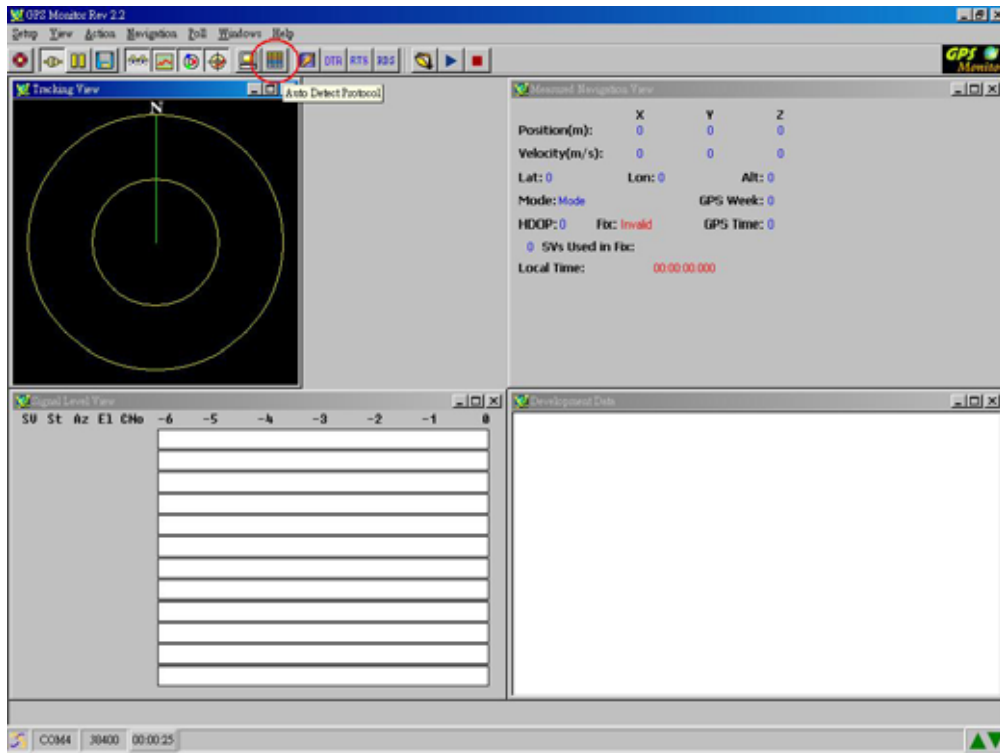 GPS Monitor Rev 2.2
Setup View Action Navigation Poll Windows Help
DTR RTS RDS
GPS Monitor
Tracking View
Auto Detect Protocol
N
Measured Navigation View
X Y Z
Position(m): 0 0 0
Velocity(m/s): 0 0 0
Lat: 0 Lon: 0 Alt: 0
Mode: Mode GPS Week: 0
HDOP: 0 Fix: Invalid GPS Time: 0
0 SVs Used in Fix:
Local Time: 00:00:00.000
Signal Level View
SV St Az El CNo -6 -5 -4 -3 -2 -1 0
Development Data
COM4 38400 00:00:25